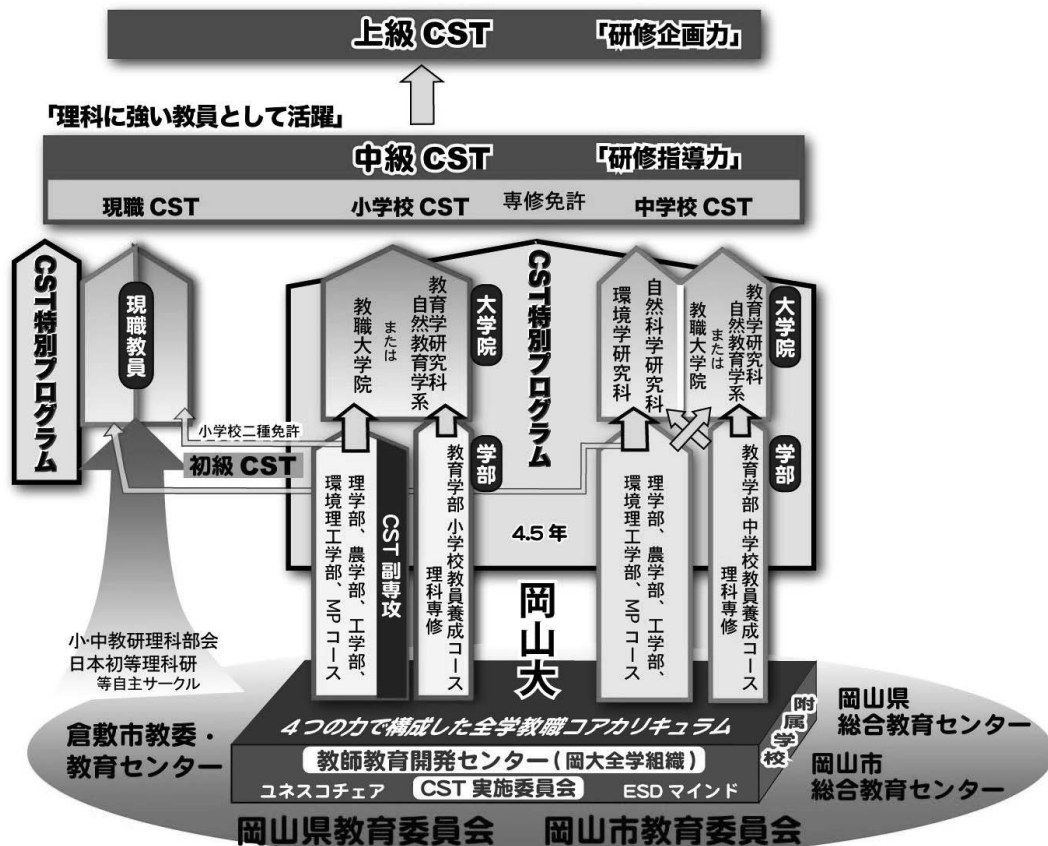 上級 CST 「研修企画力」
「理科に強い教員として活躍」
中級 CST 「研修指導力」
現職 CST 小学校 CST 専修免許 中学校 CST
CST特別プログラム
現職教員
教育学研究科
自然教育学系
または
教職大学院
大学院
CST特別プログラム
自然科学研究科
環境学研究科
教育学研究科
自然教育学系
または
教職大学院
大学院
小学校二種免許
初級 CST
理学部、農学部、工学部、
環境理工学部、MPコース
CST 副専攻
教育学部 小学校教員養成コース
理科専修
学部
4.5 年
理学部、農学部、工学部、
環境理工学部、MPコース
教育学部 中学校教員養成コース
理科専修
学部
岡山大
小・中教研理科部会
日本初等理科研
等自主サークル
倉敷市教委・
教育センター
4つの力で構成した全学教職コアカリキュラム
教師教育開発センター(岡大全学組織)
ユネスコチェア CST 実施委員会 ESD マインド
附属学校
岡山県
総合教育センター
岡山市
総合教育センター
岡山県教育委員会 岡山市教育委員会